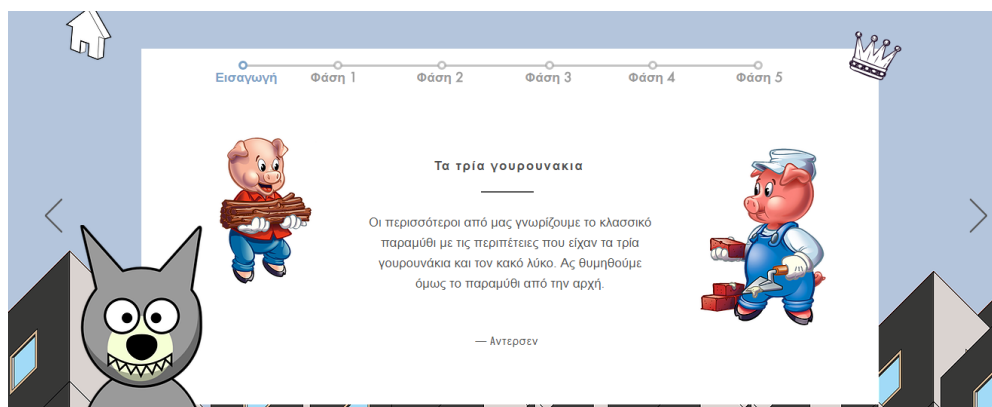 Εισαγωγή Φάση 1 Φάση 2 Φάση 3 Φάση 4 Φάση 5
Τα τρία γουρουνακια
Οι περισσότεροι από μας γνωρίζουμε το κλασσικό
παραμύθι με τις περιπέτειες που είχαν τα τρία
γουρουνάκια και τον κακό λύκο. Ας θυμηθούμε
όμως το παραμύθι από την αρχή.
— Αντερσεν